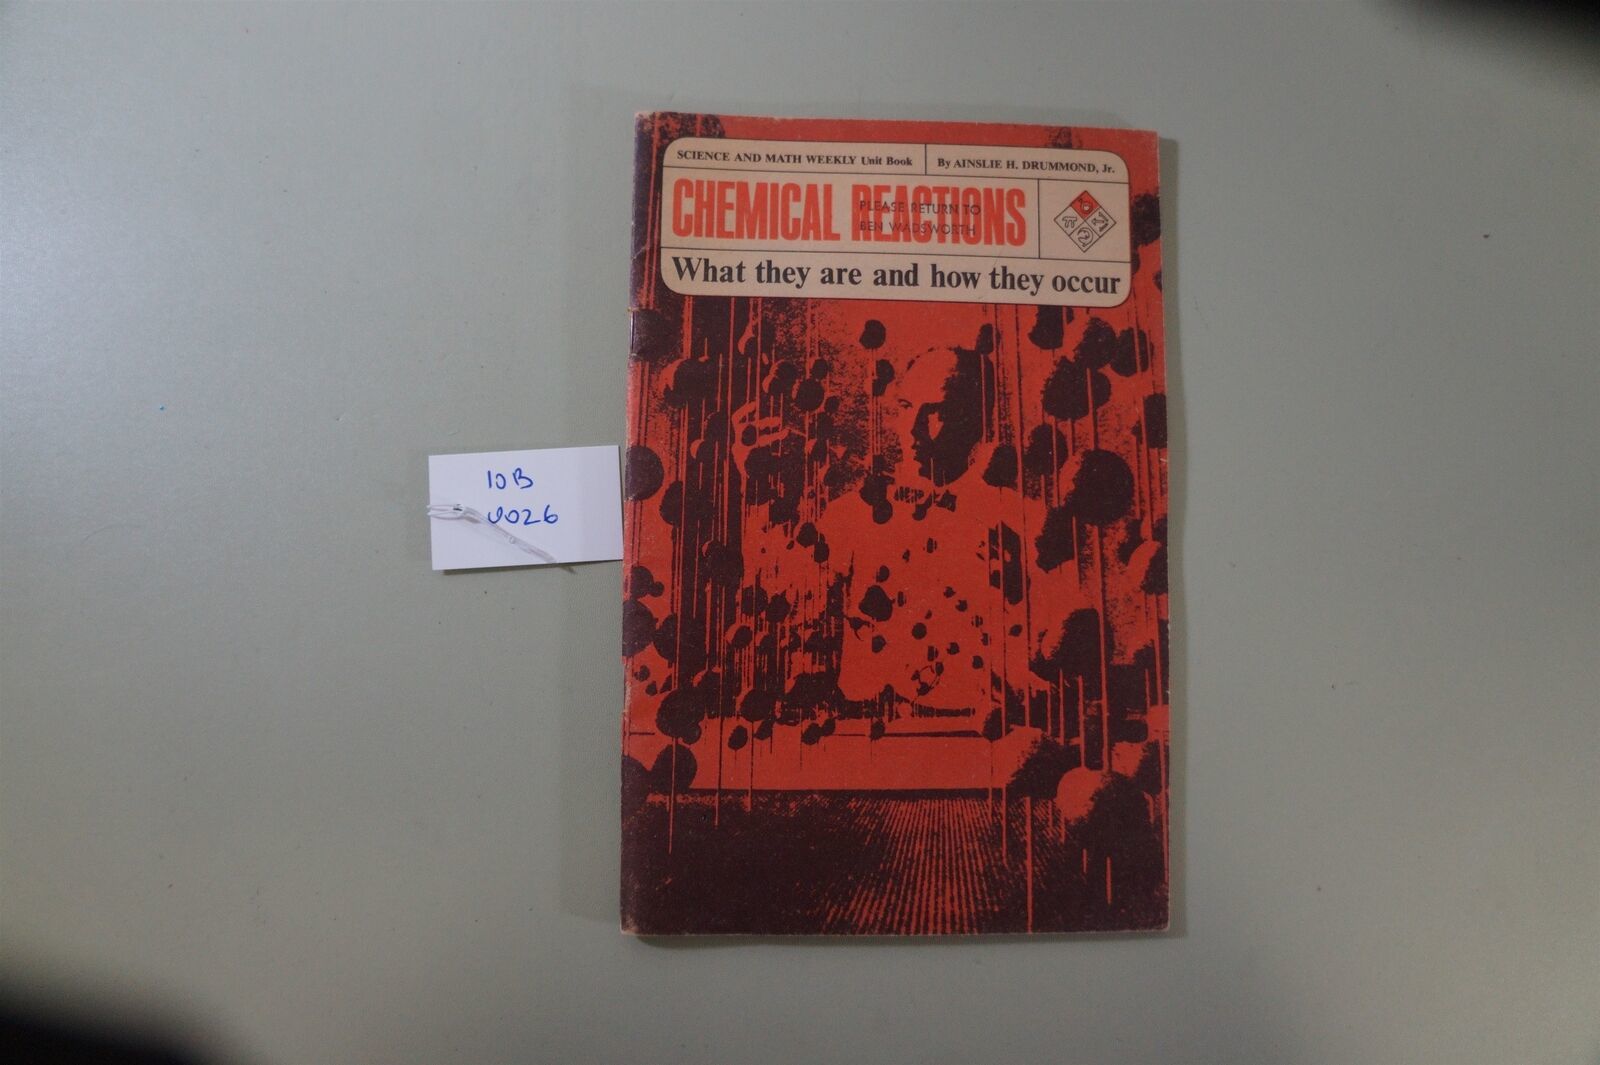 SCIENCE AND MATH WEEKLY Unit Book
By AINSLIE H. DRUMMOND, Jr.
CHEMICAL REACTIONS
PLEASE RETURN TO
BEN WADSWORTH
What they are and how they occur
10B
U026